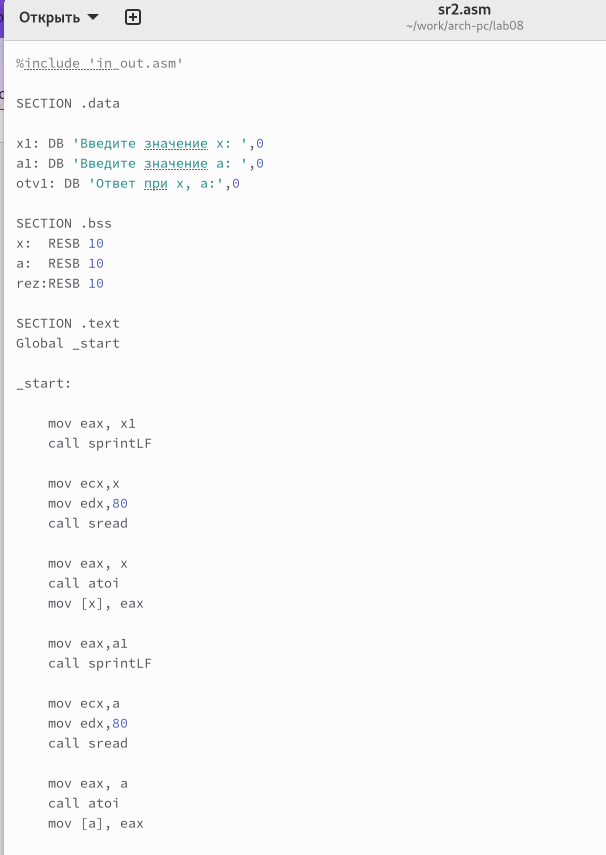 Открыть
sr2.asm
~/work/arch-pc/lab08
%include 'in_out.asm'
SECTION .data
x1: DB 'Введите значение x: ',0
a1: DB 'Введите значение a: ',0
otv1: DB 'Ответ при x, a:',0
SECTION .bss
x:  RESB 10
a:  RESB 10
rez:RESB 10
SECTION .text
Global _start
_start:
mov eax, x1
call sprintLF
mov ecx,x
mov edx,80
call sread
mov eax, x
call atoi
mov [x], eax
mov eax,a1
call sprintLF
mov ecx,a
mov edx,80
call sread
mov eax, a
call atoi
mov [a], eax